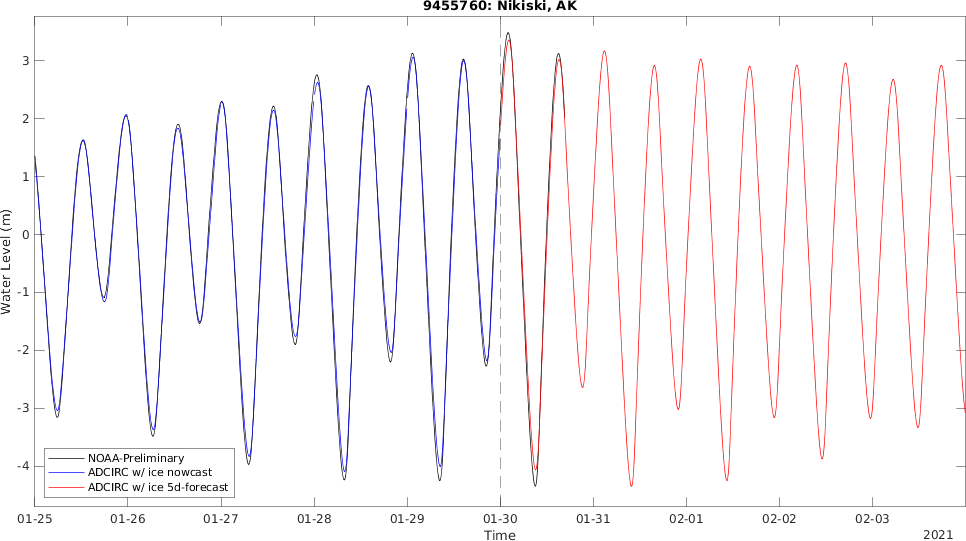 9455760: Nikiski, AK
3
2
1
0
-1
-2
-3
-4
Water Level (m)
NOAA-Preliminary
ADCIRC w/ ice nowcast
ADCIRC w/ ice 5d-forecast
01-25 01-26 01-27 01-28 01-29 01-30 01-31 02-01 02-02 02-03
Time
2021